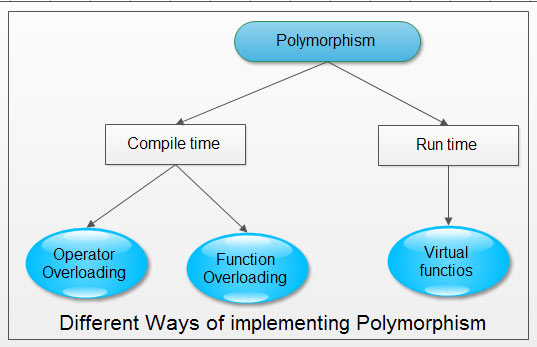 Polymorphism
Compile time
Run time
Operator
Overloading
Function
Overloading
Virtual
functios
Different Ways of implementing Polymorphism